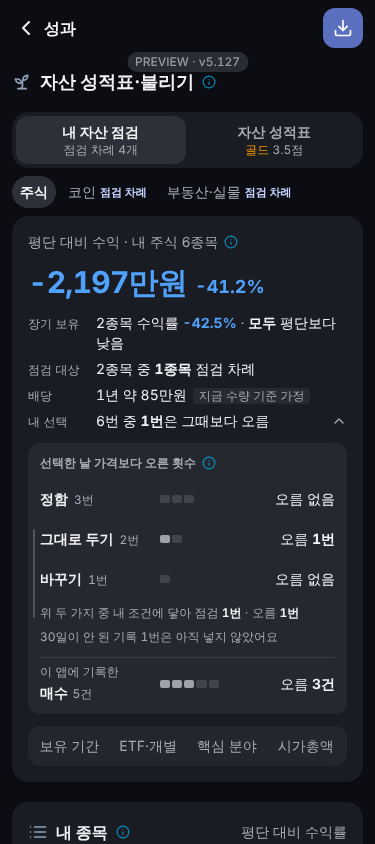 성과
PREVIEW · v5.127
자산 성적표·불리기
내 자산 점검
점검 차례 4개
자산 성적표
골드 3.5점
주식
코인 점검 차례
부동산·실물 점검 차례
평단 대비 수익 · 내 주식 6종목
-2,197만원 -41.2%
장기 보유 2종목 수익률 -42.5% · 모두 평단보다
낮음
점검 대상 2종목 중 1종목 점검 차례
배당 1년 약 85만원 지금 수량 기준 가정
내 선택 6번 중 1번은 그때보다 오름
선택한 날 가격보다 오른 횟수
정함 3번 오름 없음
그대로 두기 2번 오름 1번
바꾸기 1번 오름 없음
위 두 가지 중 내 조건에 닿아 점검 1번 · 오름 1번
30일이 안 된 기록 1번은 아직 넣지 않았어요
이 앱에 기록한
매수 5건 오름 3건
보유 기간 ETF·개별 핵심 분야 시가총액
내 종목 평단 대비 수익률